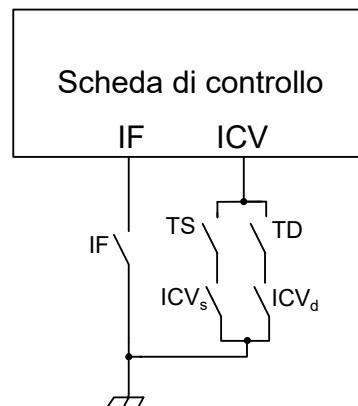 Scheda di controllo
IF ICV
TS TD
IF
ICVs ICVd